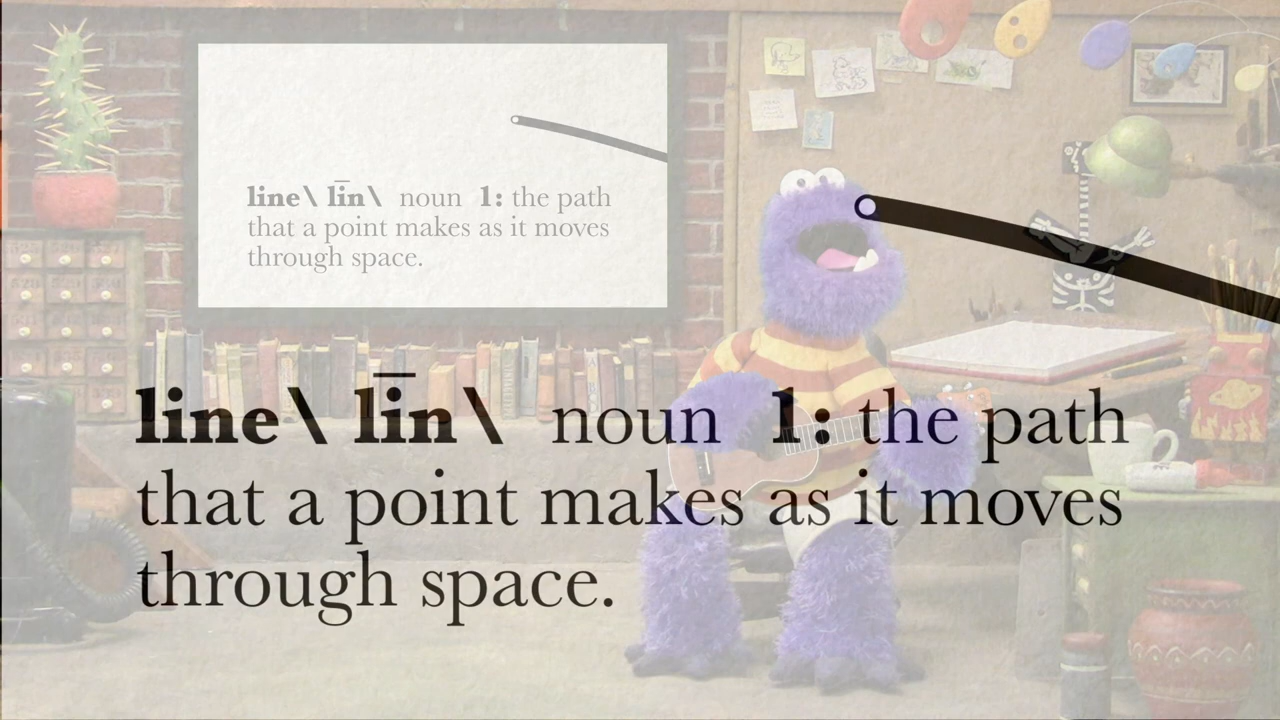 line\ līn\ noun 1: the path
that a point makes as it moves
through space.
line\ līn\ noun 1: the path
that a point makes as it moves
through space.